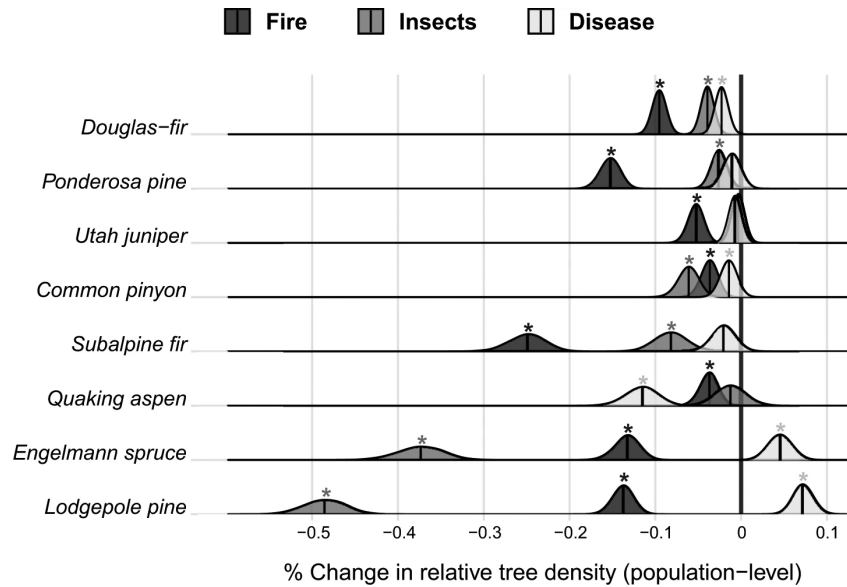 Fire Insects Disease
* * *
Douglas−fir
* *
Ponderosa pine
*
Utah juniper
* * *
Common pinyon
* *
Subalpine fir
* *
Quaking aspen
* * *
Engelmann spruce
* * *
Lodgepole pine
−0.5 −0.4 −0.3 −0.2 −0.1 0 0.1
% Change in relative tree density (population−level)